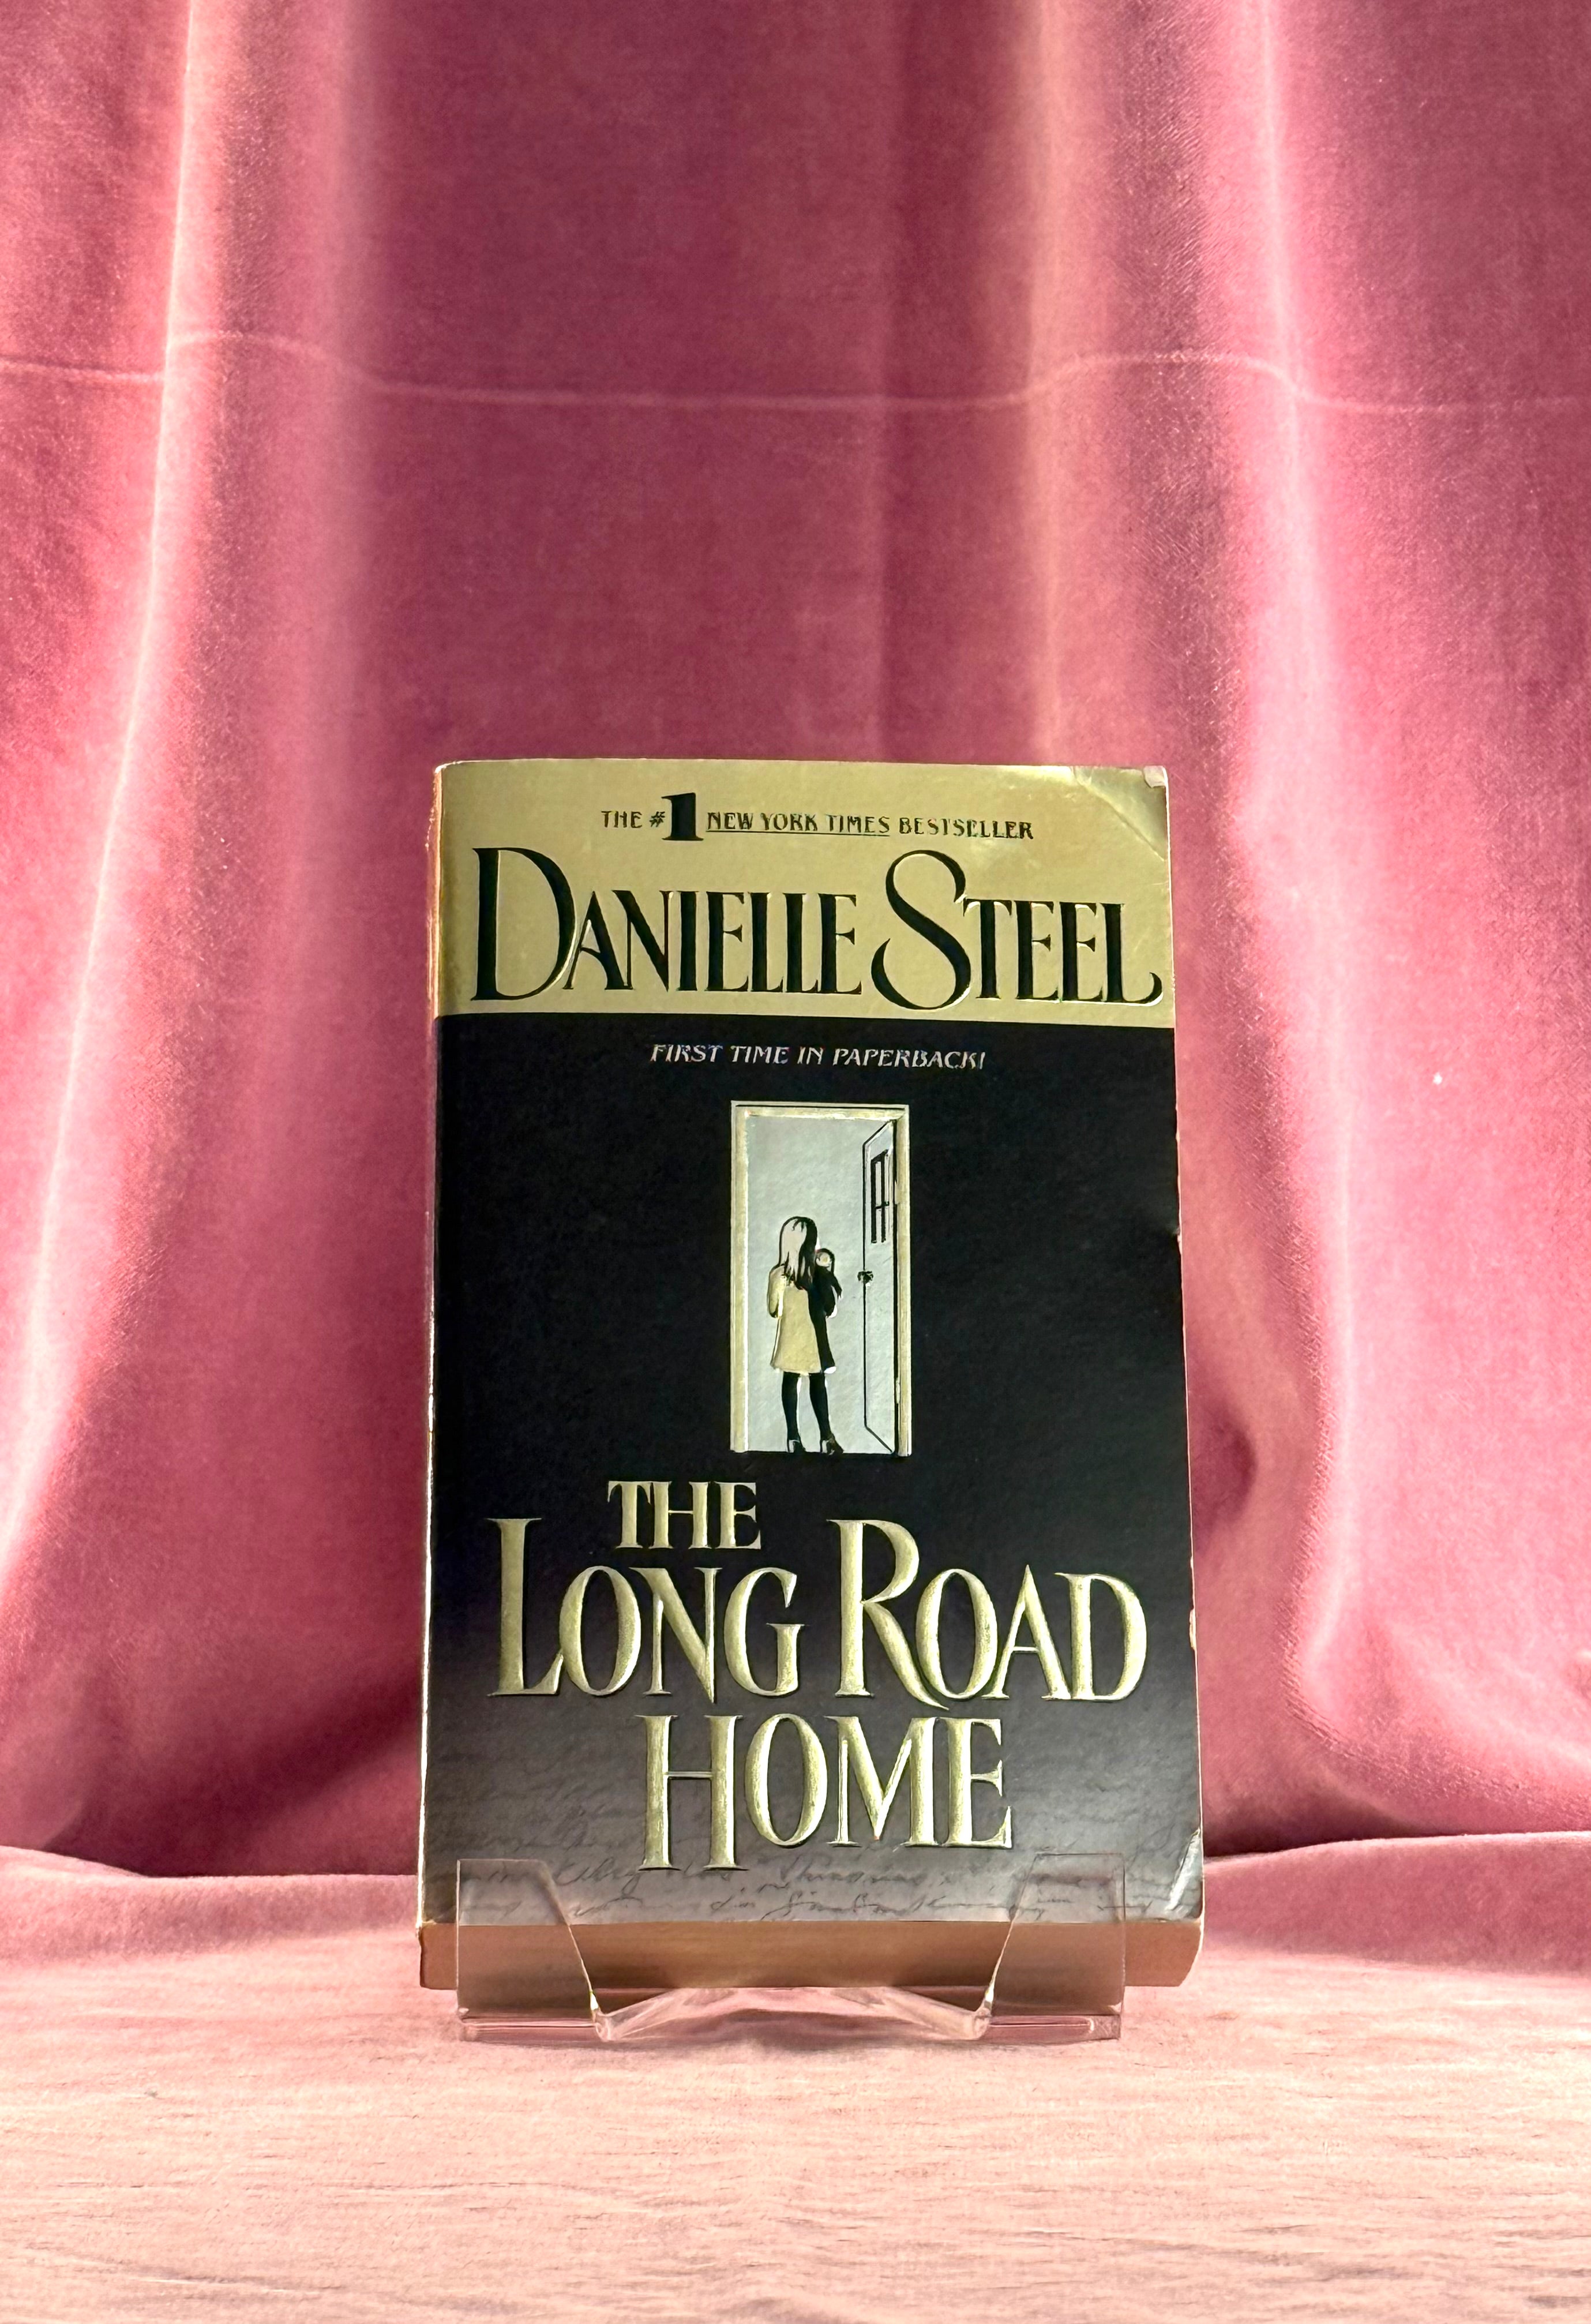 THE #1 NEW YORK TIMES BESTSELLER
DANIELLE STEEL
FIRST TIME IN PAPERBACK!
THE
LONG ROAD
HOME